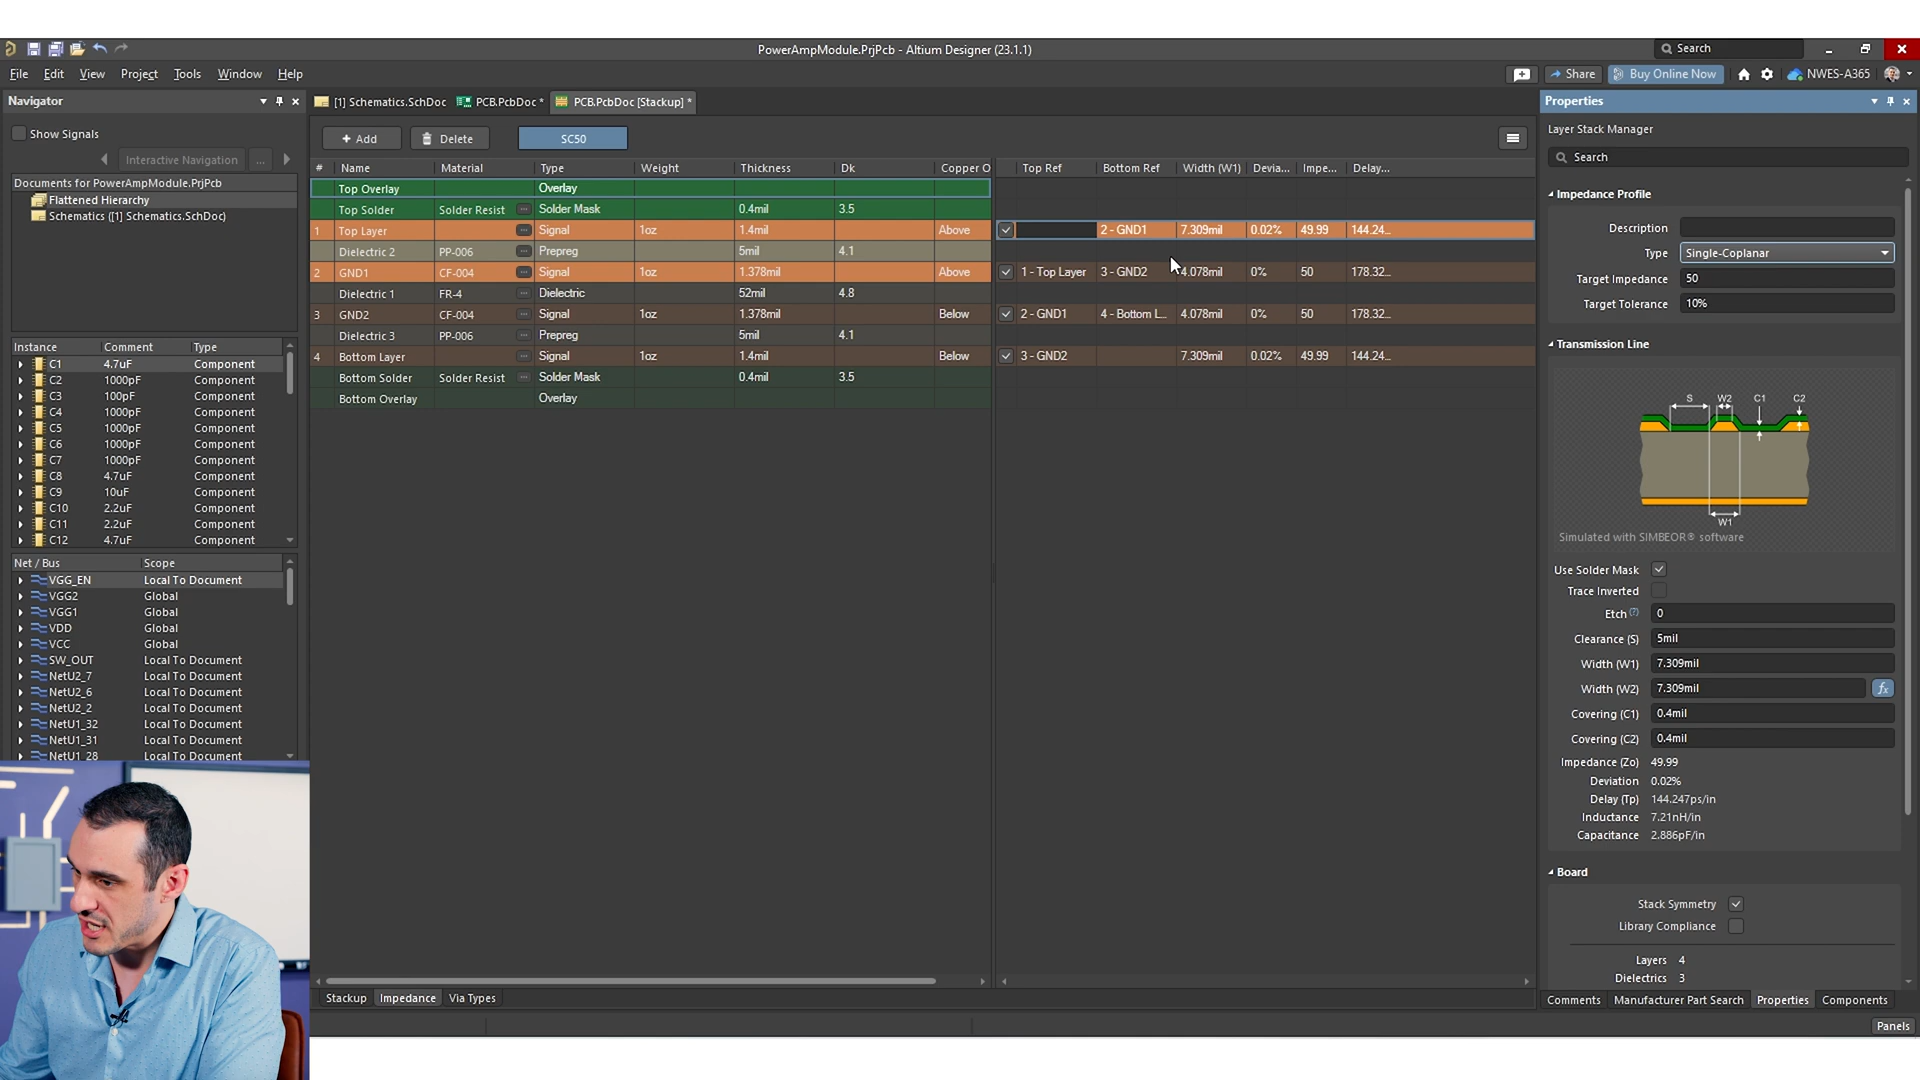 PowerAmpModule.PrjPcb - Altium Designer (23.1.1)
Search
File Edit View Project Tools Window Help
Share Buy Online Now NWES-A365
Navigator
[1] Schematics.SchDoc PCB.PcbDoc * PCB.PcbDoc [Stackup] *
Properties
Show Signals
Interactive Navigation ...
Documents for PowerAmpModule.PrjPcb
Flattened Hierarchy
Schematics ([1] Schematics.SchDoc)
Instance Comment Type
C1 4.7uF Component
C2 1000pF Component
C3 100pF Component
C4 1000pF Component
C5 1000pF Component
C6 1000pF Component
C7 1000pF Component
C8 4.7uF Component
C9 10uF Component
C10 2.2uF Component
C11 2.2uF Component
C12 4.7uF Component
Net / Bus Scope
VGG_EN Local To Document
VGG2 Global
VGG1 Global
VDD Global
VCC Global
SW_OUT Local To Document
NetU2_7 Local To Document
NetU2_6 Local To Document
NetU2_2 Local To Document
NetU1_32 Local To Document
NetU1_31 Local To Document
NetU1_28 Local To Document
+ Add Delete SC50
# Name Material Type Weight Thickness Dk Copper O Top Ref Bottom Ref Width (W1) Devia... Impe... Delay...
Top Overlay Overlay
Top Solder Solder Resist Solder Mask 0.4mil 3.5
1 Top Layer Signal 1oz 1.4mil Above 2 - GND1 7.309mil 0.02% 49.99 144.24...
Dielectric 2 PP-006 Prepreg 5mil 4.1
2 GND1 CF-004 Signal 1oz 1.378mil Above 1 - Top Layer 3 - GND2 4.078mil 0% 50 178.32...
Dielectric 1 FR-4 Dielectric 52mil 4.8
3 GND2 CF-004 Signal 1oz 1.378mil Below 2 - GND1 4 - Bottom L... 4.078mil 0% 50 178.32...
Dielectric 3 PP-006 Prepreg 5mil 4.1
4 Bottom Layer Signal 1oz 1.4mil Below 3 - GND2 7.309mil 0.02% 49.99 144.24...
Bottom Solder Solder Resist Solder Mask 0.4mil 3.5
Bottom Overlay Overlay
Stackup Impedance Via Types
Layer Stack Manager
Search
Impedance Profile
Description
Type Single-Coplanar
Target Impedance 50
Target Tolerance 10%
Transmission Line
S W2 C1 C2
W1
Simulated with SIMBEOR® software
Use Solder Mask
Trace Inverted
Etch (?) 0
Clearance (S) 5mil
Width (W1) 7.309mil
Width (W2) 7.309mil fx
Covering (C1) 0.4mil
Covering (C2) 0.4mil
Impedance (Zo) 49.99
Deviation 0.02%
Delay (Tp) 144.247ps/in
Inductance 7.21nH/in
Capacitance 2.886pF/in
Board
Stack Symmetry
Library Compliance
Layers 4
Dielectrics 3
Comments Manufacturer Part Search Properties Components
Panels